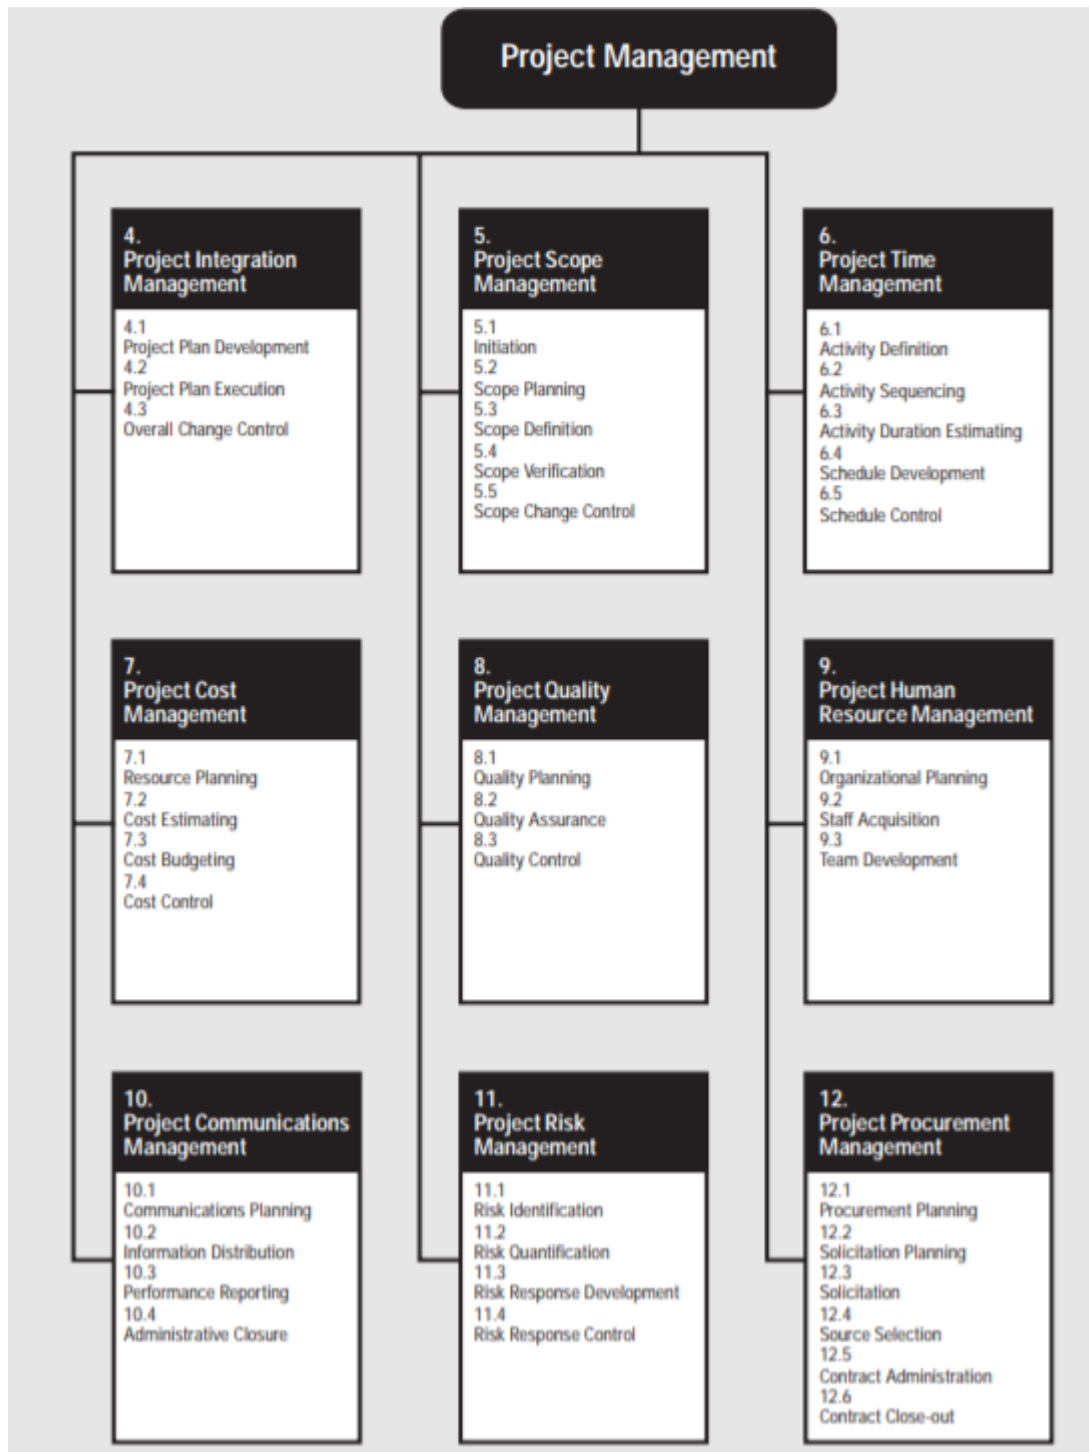 Project Management
4.
Project Integration
Management
4.1
Project Plan Development
4.2
Project Plan Execution
4.3
Overall Change Control
5.
Project Scope
Management
5.1
Initiation
5.2
Scope Planning
5.3
Scope Definition
5.4
Scope Verification
5.5
Scope Change Control
6.
Project Time
Management
6.1
Activity Definition
6.2
Activity Sequencing
6.3
Activity Duration Estimating
6.4
Schedule Development
6.5
Schedule Control
7.
Project Cost
Management
7.1
Resource Planning
7.2
Cost Estimating
7.3
Cost Budgeting
7.4
Cost Control
8.
Project Quality
Management
8.1
Quality Planning
8.2
Quality Assurance
8.3
Quality Control
9.
Project Human
Resource Management
9.1
Organizational Planning
9.2
Staff Acquisition
9.3
Team Development
10.
Project Communications
Management
10.1
Communications Planning
10.2
Information Distribution
10.3
Performance Reporting
10.4
Administrative Closure
11.
Project Risk
Management
11.1
Risk Identification
11.2
Risk Quantification
11.3
Risk Response Development
11.4
Risk Response Control
12.
Project Procurement
Management
12.1
Procurement Planning
12.2
Solicitation Planning
12.3
Solicitation
12.4
Source Selection
12.5
Contract Administration
12.6
Contract Close-out